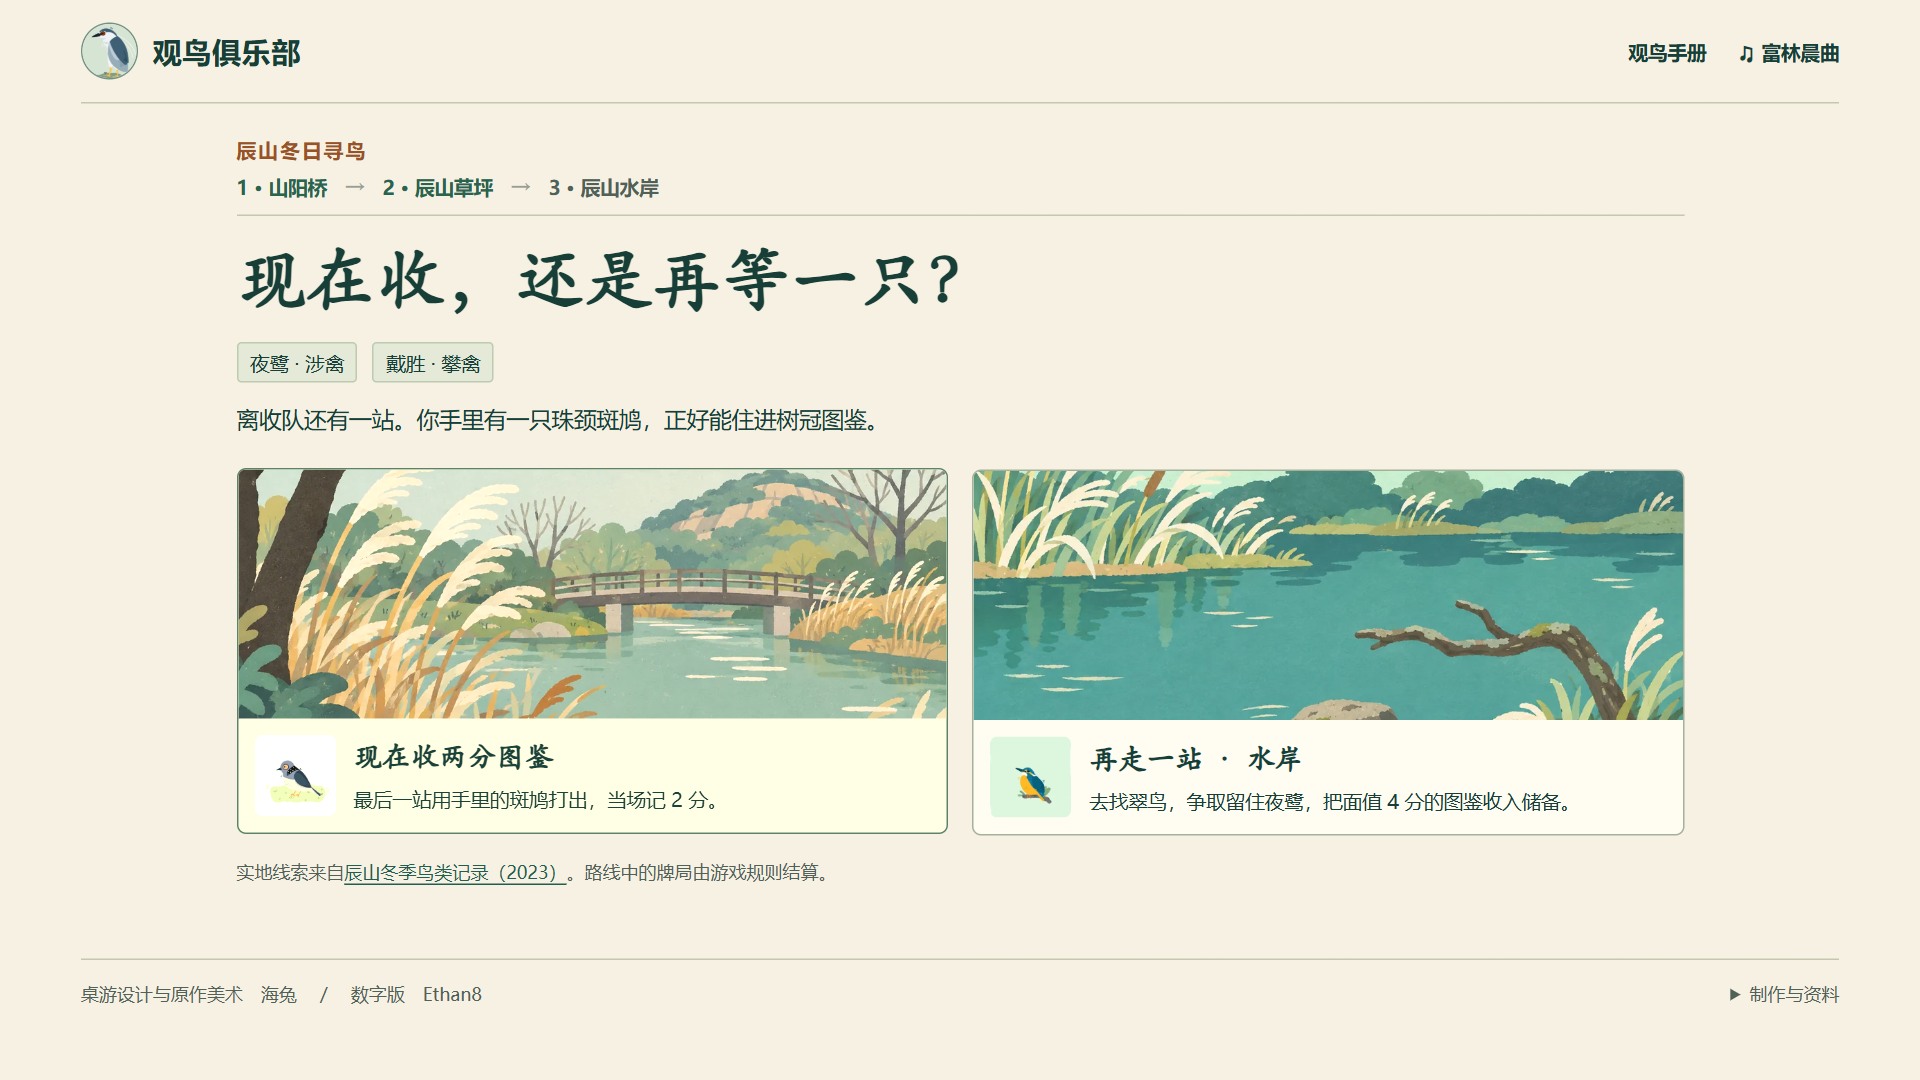 观鸟俱乐部
观鸟手册 ♫ 富林晨曲
辰山冬日寻鸟
1 • 山阳桥 → 2 • 辰山草坪 → 3 • 辰山水岸
现在收，还是再等一只？
夜鹭 · 涉禽 戴胜 · 攀禽
离收队还有一站。你手里有一只珠颈斑鸠，正好能住进树冠图鉴。
现在收两分图鉴
最后一站用手里的斑鸠打出，当场记 2 分。
再走一站 · 水岸
去找翠鸟，争取留住夜鹭，把面值 4 分的图鉴收入储备。
实地线索来自辰山冬季鸟类记录（2023）。路线中的牌局由游戏规则结算。
桌游设计与原作美术 海兔 / 数字版 Ethan8
▶ 制作与资料